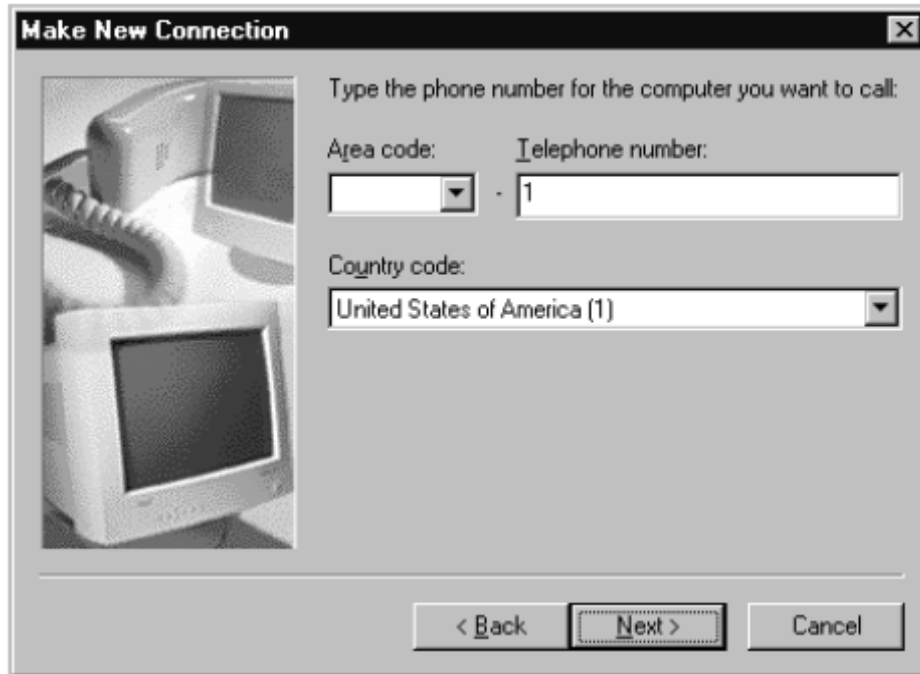 Make New Connection
Type the phone number for the computer you want to call:
Area code: Telephone number:
- 1
Country code:
United States of America (1)
< Back Next > Cancel